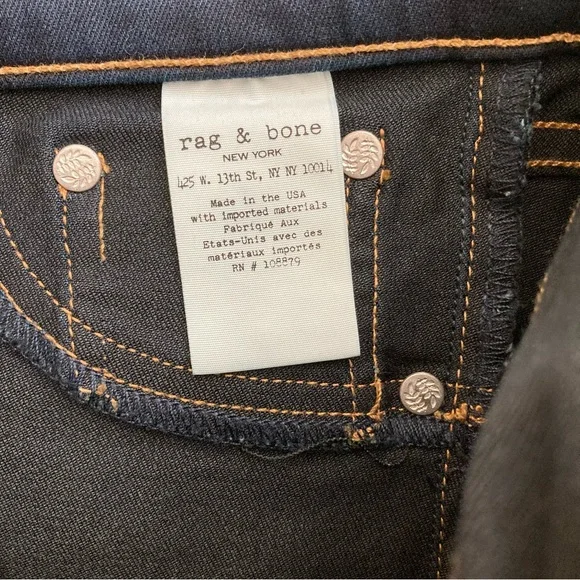 rag & bone
NEW YORK
425 W. 13th St, NY NY 10014
Made in the USA
with imported materials
Fabriqué Aux
Etats-Unis avec des
matériaux importés
RN # 108879